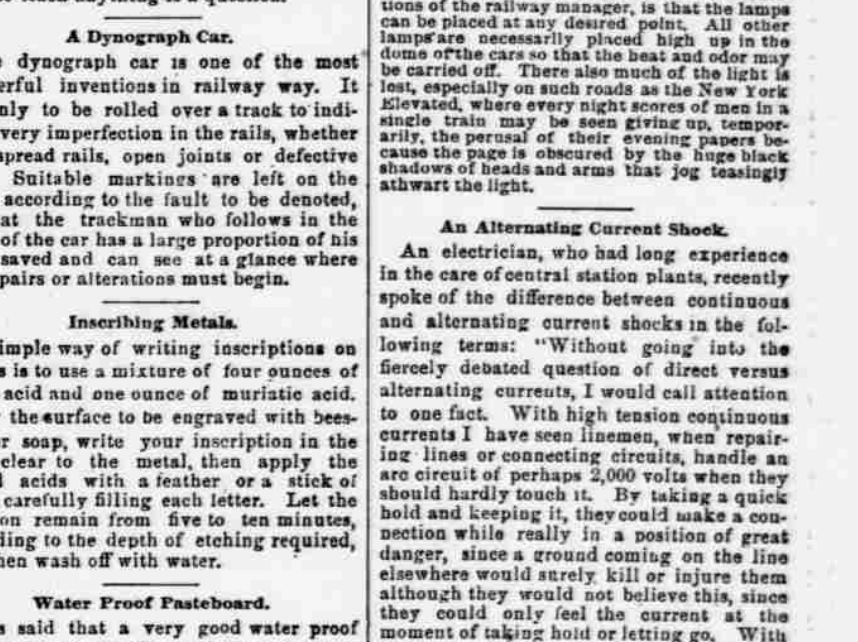 A Dynograph Car.
dynograph car is one of the most
erful inventions in railway way. It
nly to be rolled over a track to indi-
very imperfection in the rails, whether
spread rails, open joints or defective
Suitable markings are left on the
according to the fault to be denoted,
at the trackman who follows in the
of the car has a large proportion of his
saved and can see at a glance where
pairs or alterations must begin.
Inscribing Metals.
imple way of writing inscriptions on
s is to use a mixture of four ounces of
acid and one ounce of muriatic acid.
the surface to be engraved with bees-
r soap, write your inscription in the
clear to the metal, then apply the
acids with a feather or a stick of
carefully filling each letter. Let the
on remain from five to ten minutes,
ding to the depth of etching required,
hen wash off with water.
Water Proof Pasteboard.
s said that a very good water proof
tions of the railway manager, is that the lamps
can be placed at any desired point. All other
lamps are necessarily placed high up in the
dome of the cars so that the heat and odor may
be carried off. There also much of the light is
lost, especially on such roads as the New York
Elevated, where every night scores of men in a
single train may be seen giving up, tempor-
arily, the perusal of their evening papers be-
cause the page is obscured by the huge black
shadows of heads and arms that jog teasingly
athwart the light.
An Alternating Current Shock.
An electrician, who had long experience
in the care of central station plants, recently
spoke of the difference between continuous
and alternating current shocks in the fol-
lowing terms: "Without going into the
fiercely debated question of direct versus
alternating currents, I would call attention
to one fact. With high tension continuous
currents I have seen linemen, when repair-
ing lines or connecting circuits, handle an
arc circuit of perhaps 2,000 volts when they
should hardly touch it. By taking a quick
hold and keeping it, they could make a con-
nection while really in a position of great
danger, since a ground coming on the line
elsewhere would surely kill or injure them
although they would not believe this, since
they could only feel the current at the
moment of taking hold or letting go. With